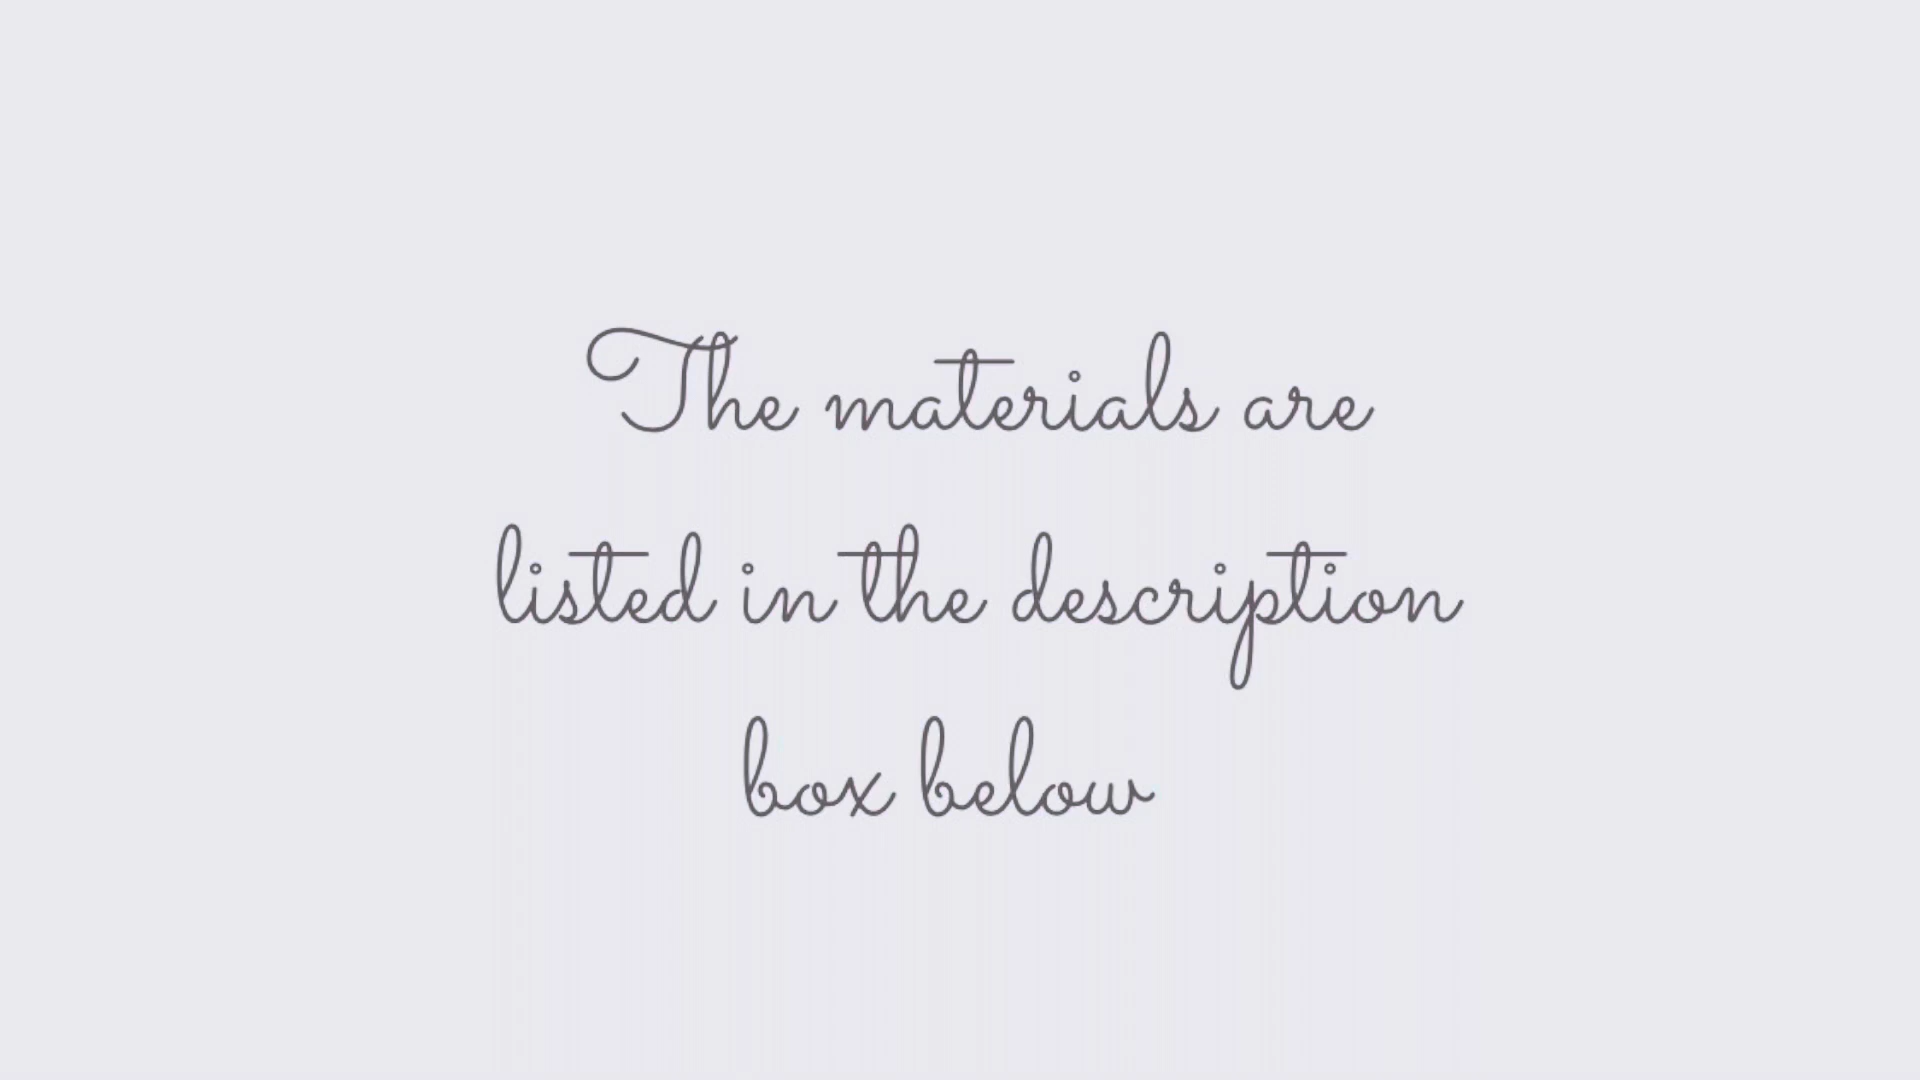 The materials are
listed in the description
box below